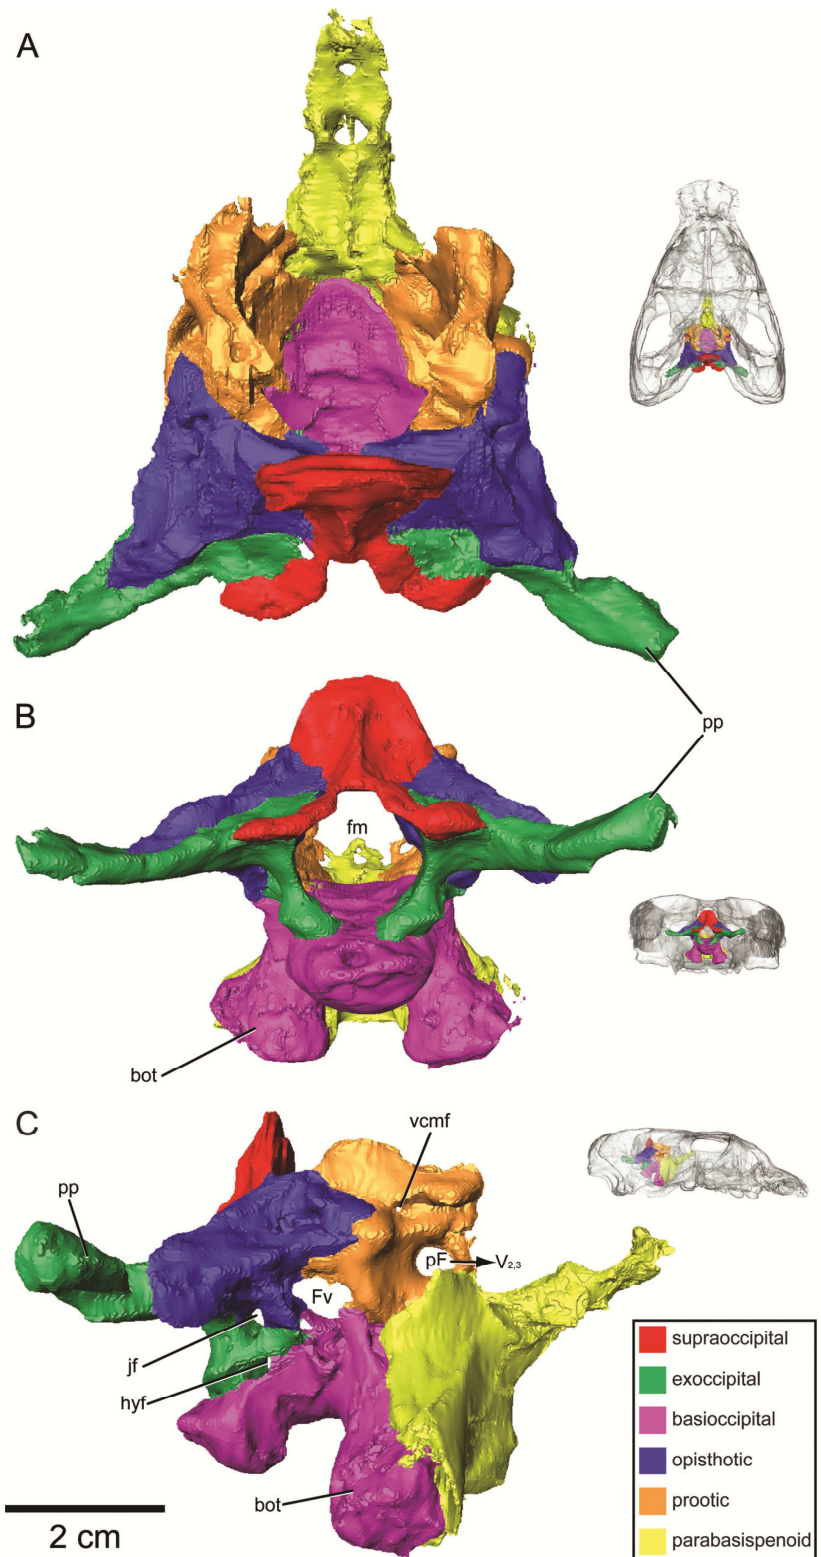 A
pp
B
fm
bot
C
vcmf
pp
pF
V2,3
Fv
jf
hyf
bot
2 cm
supraoccipital
exoccipital
basioccipital
opisthotic
prootic
parabasispenoid